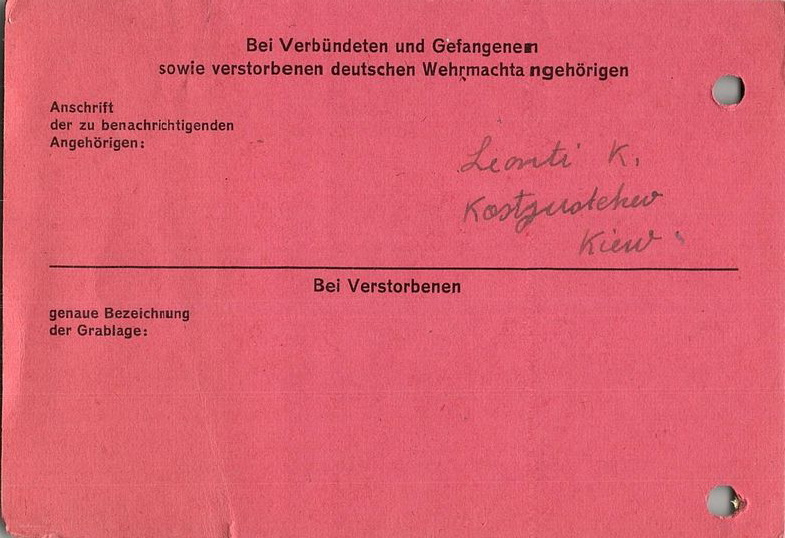 Bei Verbündeten und Gefangenen
sowie verstorbenen deutschen Wehrmachtangehörigen
Anschrift
der zu benachrichtigenden
Angehörigen:
Leonti K.
Kiew
Bei Verstorbenen
genaue Bezeichnung
der Grablage: